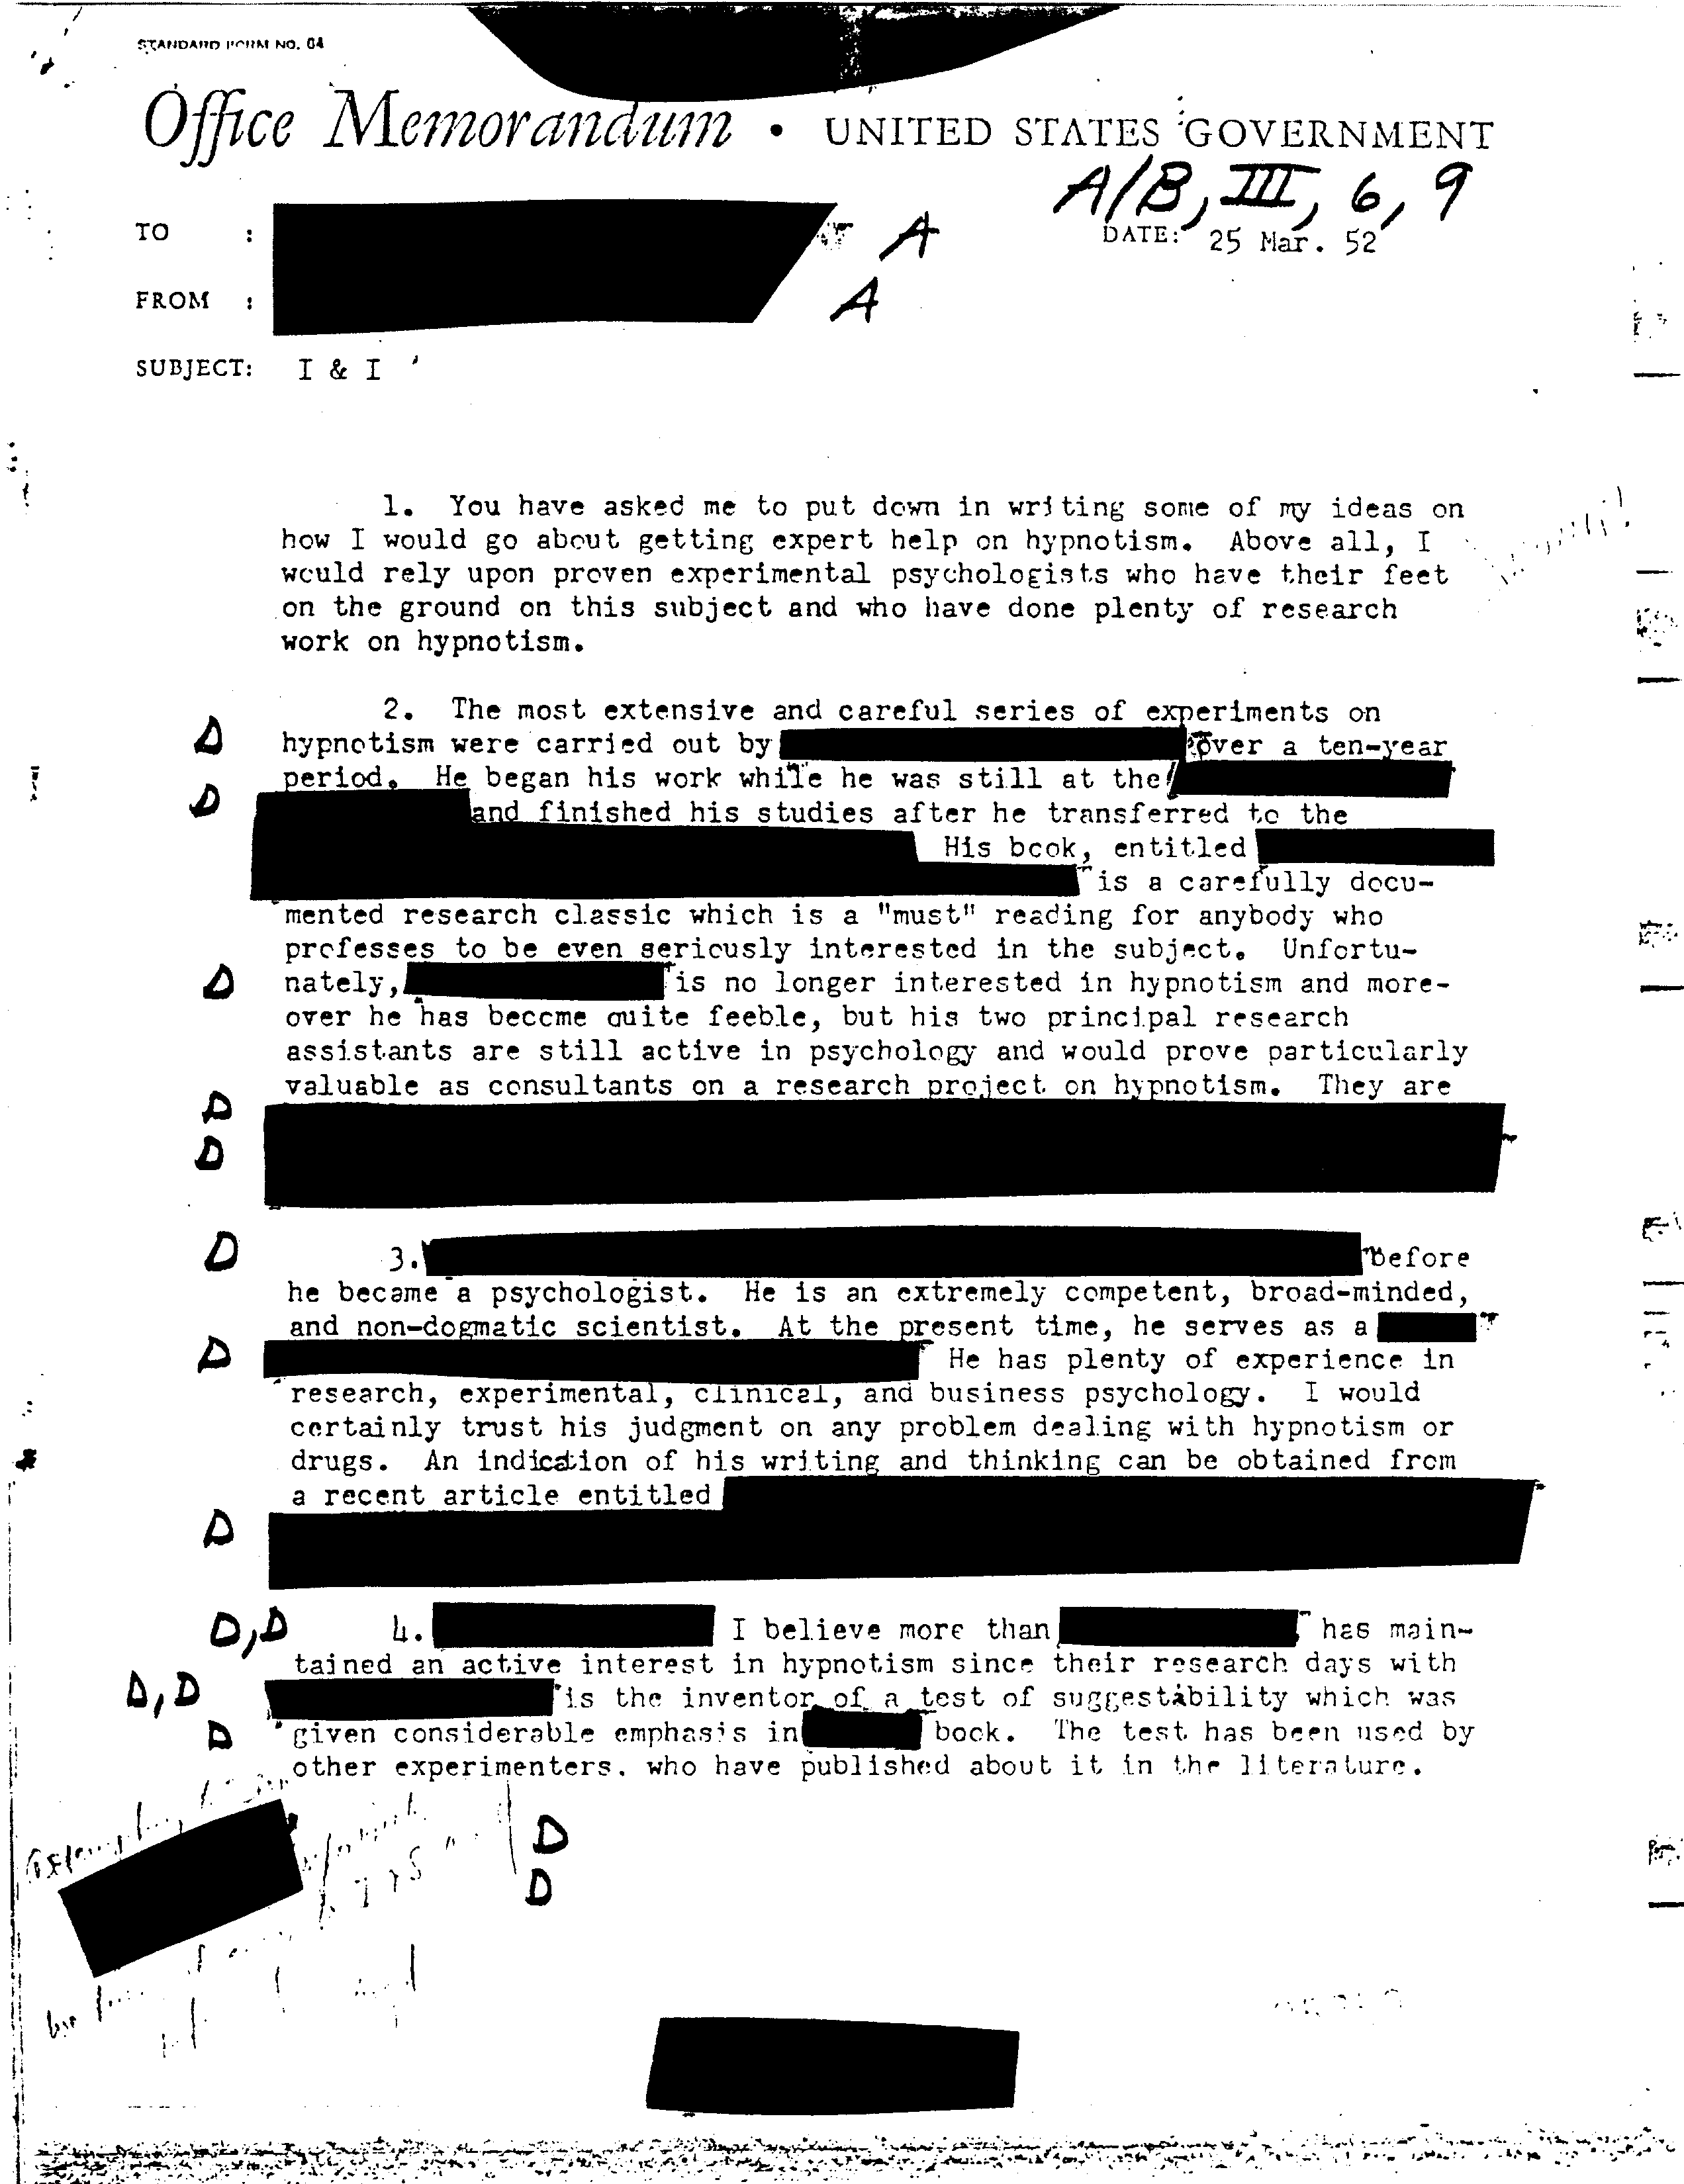 STANDARD FORM NO. 64
Office Memorandum • UNITED STATES GOVERNMENT
A/B, III, 6, 9
TO : A
DATE: 25 Mar. 52
FROM : A
SUBJECT: I & I
1. You have asked me to put down in writing some of my ideas on
how I would go about getting expert help on hypnotism. Above all, I
would rely upon proven experimental psychologists who have their feet
on the ground on this subject and who have done plenty of research
work on hypnotism.
2. The most extensive and careful series of experiments on
D hypnotism were carried out by over a ten-year
period. He began his work while he was still at the
D and finished his studies after he transferred to the
His book, entitled
is a carefully docu-
mented research classic which is a "must" reading for anybody who
professes to be even seriously interested in the subject. Unfortu-
D nately, is no longer interested in hypnotism and more-
over he has become quite feeble, but his two principal research
assistants are still active in psychology and would prove particularly
valuable as consultants on a research project on hypnotism. They are
D
D
D 3. before
he became a psychologist. He is an extremely competent, broad-minded,
and non-dogmatic scientist. At the present time, he serves as a
D He has plenty of experience in
research, experimental, clinical, and business psychology. I would
certainly trust his judgment on any problem dealing with hypnotism or
drugs. An indication of his writing and thinking can be obtained from
a recent article entitled
D
D,D 4. I believe more than has main-
tained an active interest in hypnotism since their research days with
D,D is the inventor of a test of suggestability which was
D given considerable emphasis in book. The test has been used by
other experimenters. who have published about it in the literature.
D
D